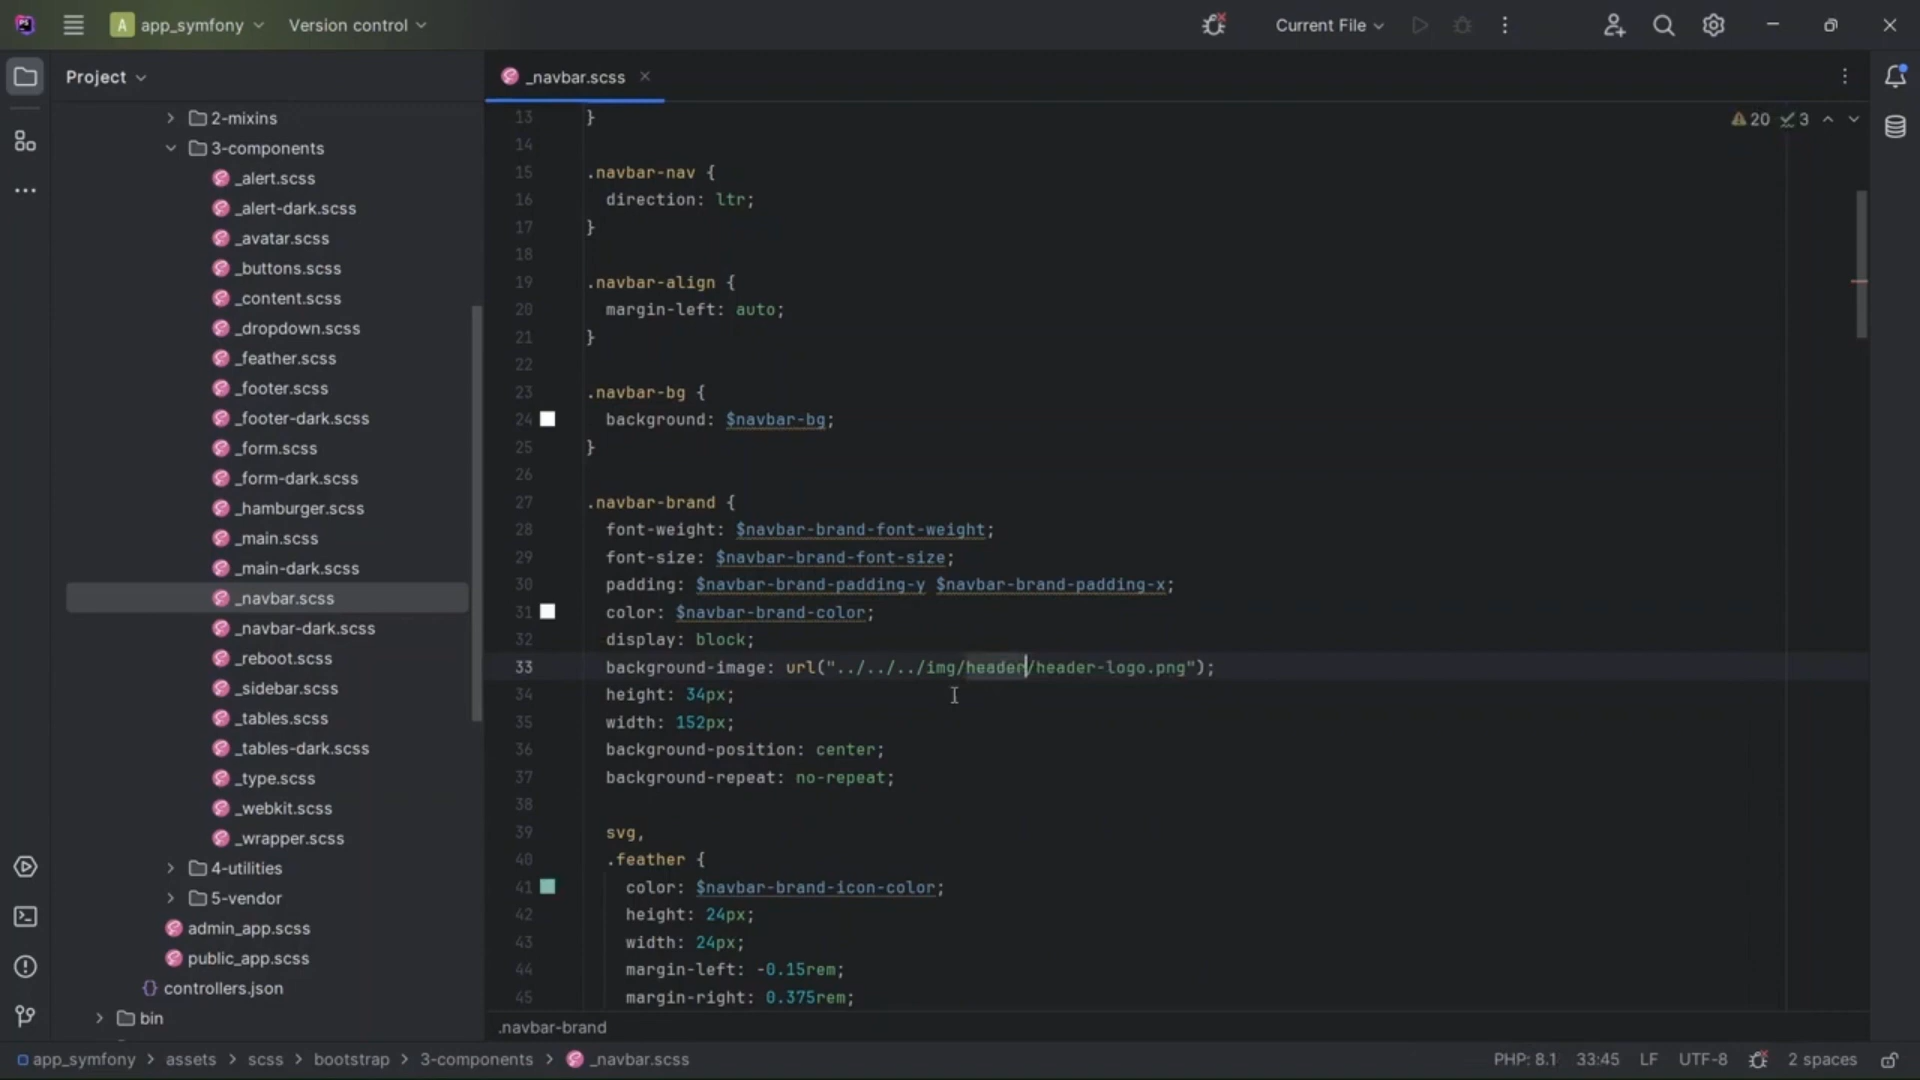 PS
A app_symfony Version control Current File
Project
_navbar.scss
2-mixins
3-components
_alert.scss
_alert-dark.scss
_avatar.scss
_buttons.scss
_content.scss
_dropdown.scss
_feather.scss
_footer.scss
_footer-dark.scss
_form.scss
_form-dark.scss
_hamburger.scss
_main.scss
_main-dark.scss
_navbar.scss
_navbar-dark.scss
_reboot.scss
_sidebar.scss
_tables.scss
_tables-dark.scss
_type.scss
_webkit.scss
_wrapper.scss
4-utilities
5-vendor
admin_app.scss
public_app.scss
{} controllers.json
bin
20 3
13 }
14
15 .navbar-nav {
16 direction: ltr;
17 }
18
19 .navbar-align {
20 margin-left: auto;
21 }
22
23 .navbar-bg {
24 background: $navbar-bg;
25 }
26
27 .navbar-brand {
28 font-weight: $navbar-brand-font-weight;
29 font-size: $navbar-brand-font-size;
30 padding: $navbar-brand-padding-y $navbar-brand-padding-x;
31 color: $navbar-brand-color;
32 display: block;
33 background-image: url("../../../img/header/header-logo.png");
34 height: 34px;
35 width: 152px;
36 background-position: center;
37 background-repeat: no-repeat;
38
39 svg,
40 .feather {
41 color: $navbar-brand-icon-color;
42 height: 24px;
43 width: 24px;
44 margin-left: -0.15rem;
45 margin-right: 0.375rem;
.navbar-brand
app_symfony > assets > scss > bootstrap > 3-components > _navbar.scss
PHP: 8.1 33:45 LF UTF-8 2 spaces